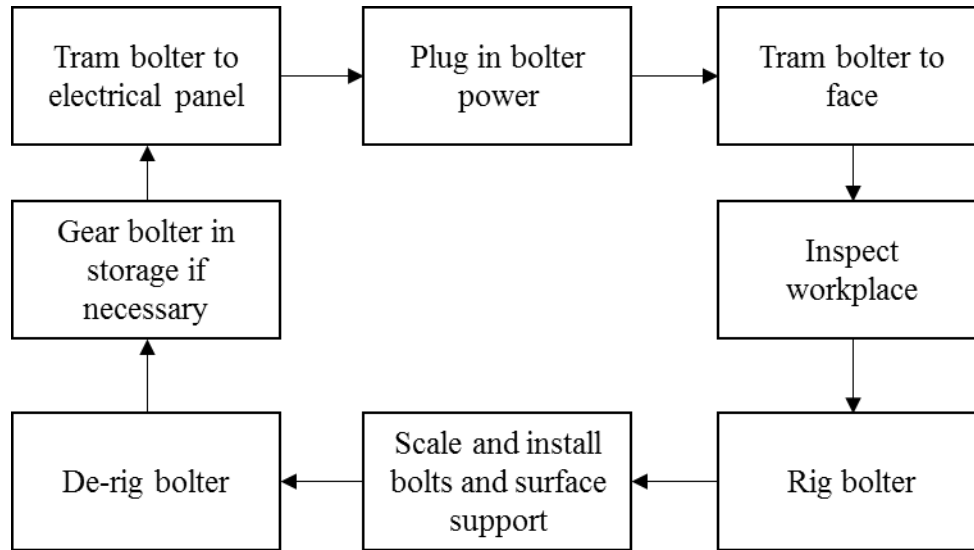 Tram bolter to
electrical panel
Plug in bolter
power
Tram bolter to
face
Gear bolter in
storage if
necessary
Inspect
workplace
De-rig bolter
Scale and install
bolts and surface
support
Rig bolter